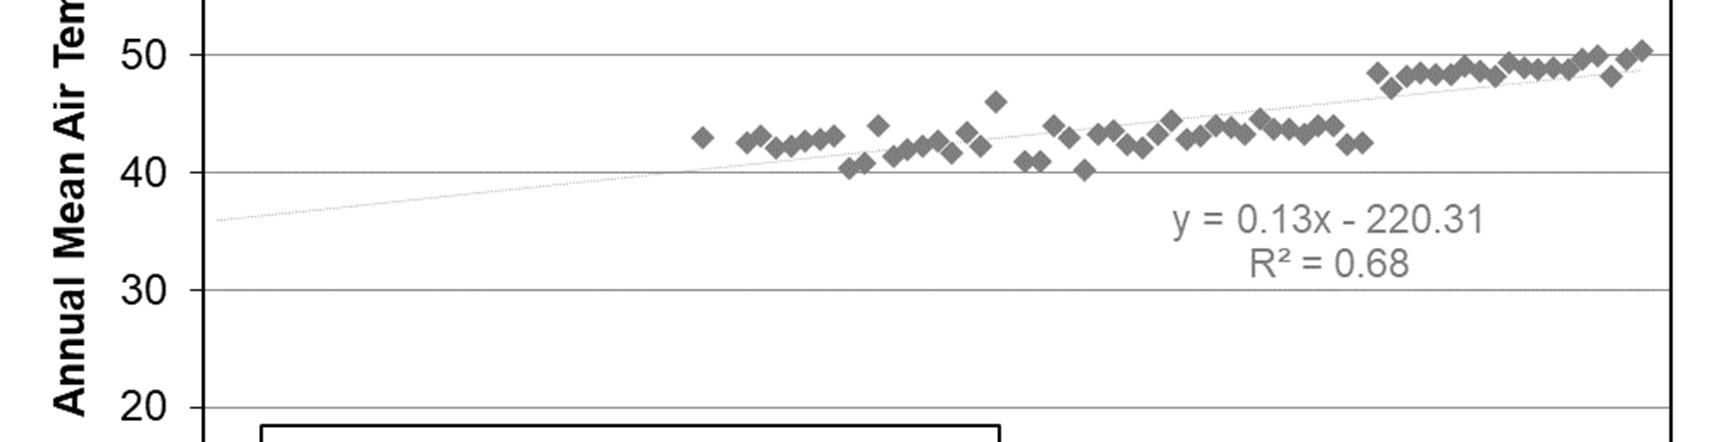 Annual Mean Air Tem
50
40
30
20
y = 0.13x - 220.31
R² = 0.68